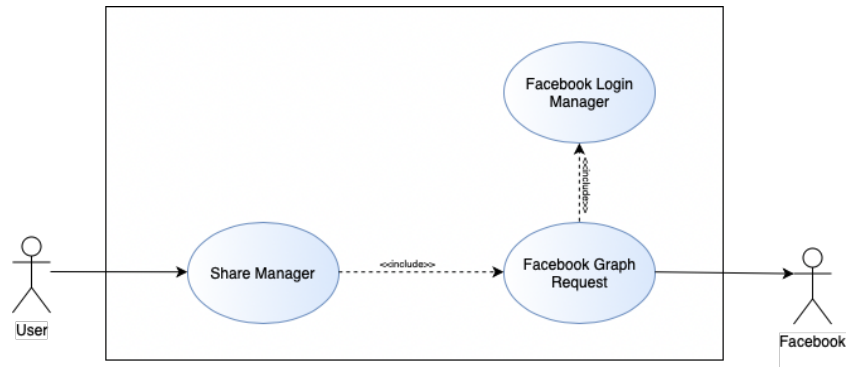 Facebook Login
Manager
<<include>>
Share Manager
<<include>>
Facebook Graph
Request
User
Facebook